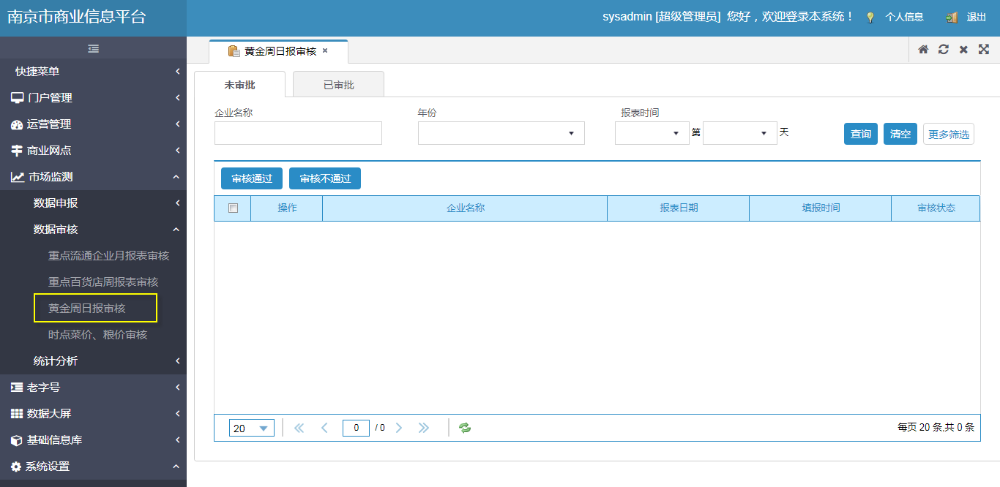 南京市商业信息平台
sysadmin [超级管理员] 您好，欢迎登录本系统！ 个人信息 退出
快捷菜单
门户管理
运营管理
商业网点
市场监测
数据申报
数据审核
重点流通企业月报表审核
重点百货店周报表审核
黄金周日报审核
时点菜价、粮价审核
统计分析
老字号
数据大屏
基础信息库
系统设置
黄金周日报审核
未审批 已审批
企业名称 年份 报表时间
第 天 查询 清空 更多筛选
审核通过 审核不通过
操作 企业名称 报表日期 填报时间 审核状态
20 0 / 0 每页 20 条,共 0 条